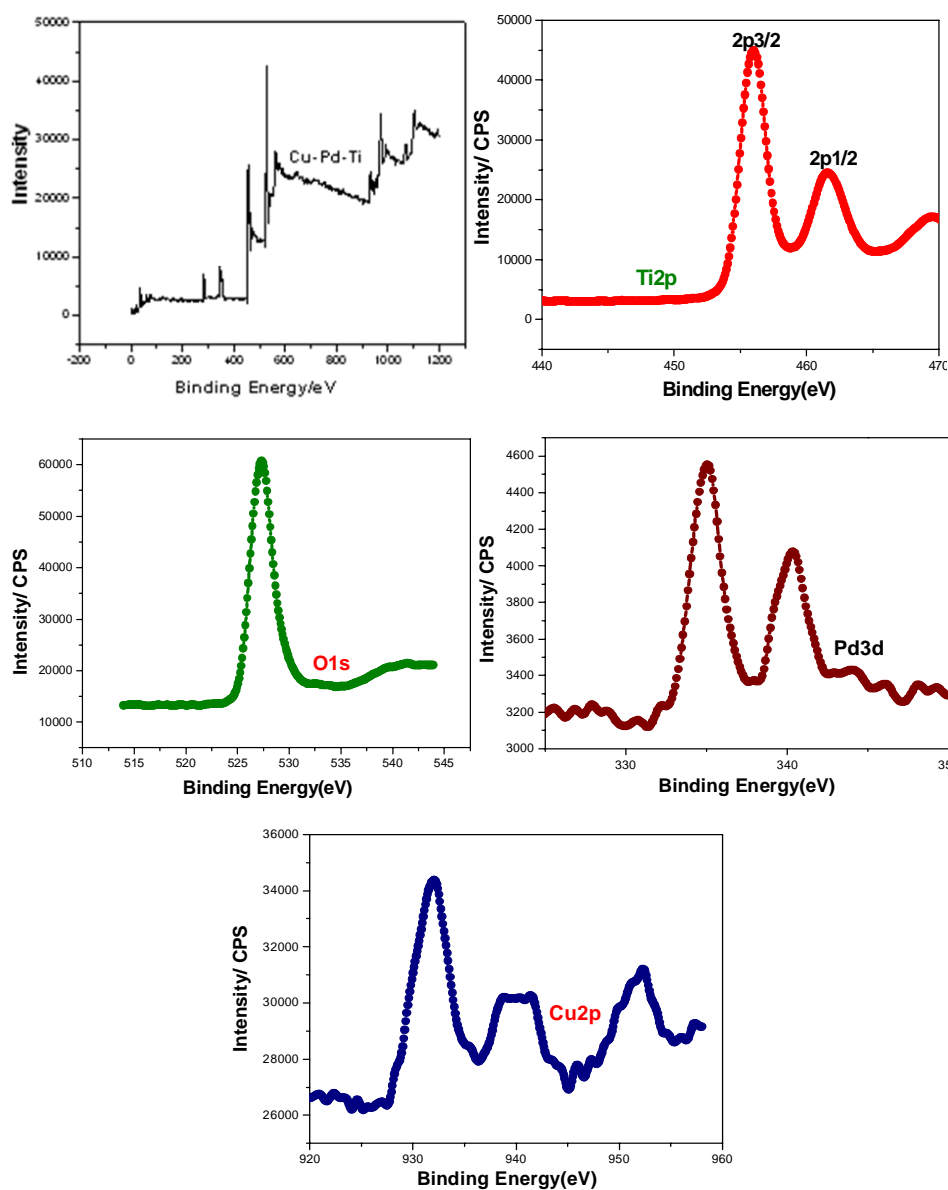 50000
40000
30000
20000
10000
0
Intensity
Cu-Pd-Ti
-200 0 200 400 600 800 1000 1200
Binding Energy/eV
50000
40000
30000
20000
10000
0
Intensity/ CPS
2p3/2
2p1/2
Ti2p
440 450 460 470
Binding Energy(eV)
60000
50000
40000
30000
20000
10000
Intensity/ CPS
O1s
510 515 520 525 530 535 540 545
Binding Energy(eV)
4600
4400
4200
4000
3800
3600
3400
3200
3000
Intensity/ CPS
Pd3d
330 340
Binding Energy(eV)
36000
34000
32000
30000
28000
26000
Intensity/ CPS
Cu2p
920 930 940 950 960
Binding Energy(eV)